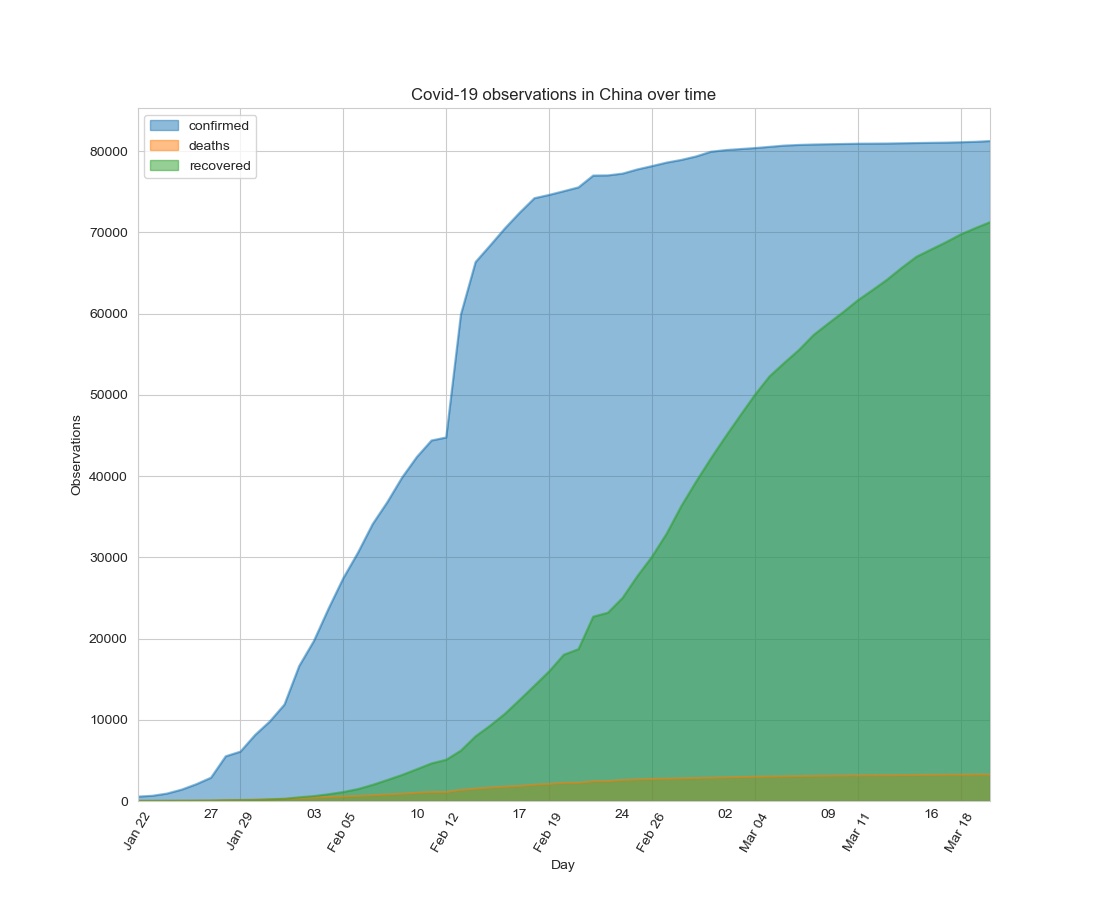 Covid-19 observations in China over time
confirmed
deaths
recovered
80000
70000
60000
50000
40000
30000
20000
10000
0
Observations
27 03 10 17 24 02 09 16
Jan 22 Jan 29 Feb 05 Feb 12 Feb 19 Feb 26 Mar 04 Mar 11 Mar 18
Day